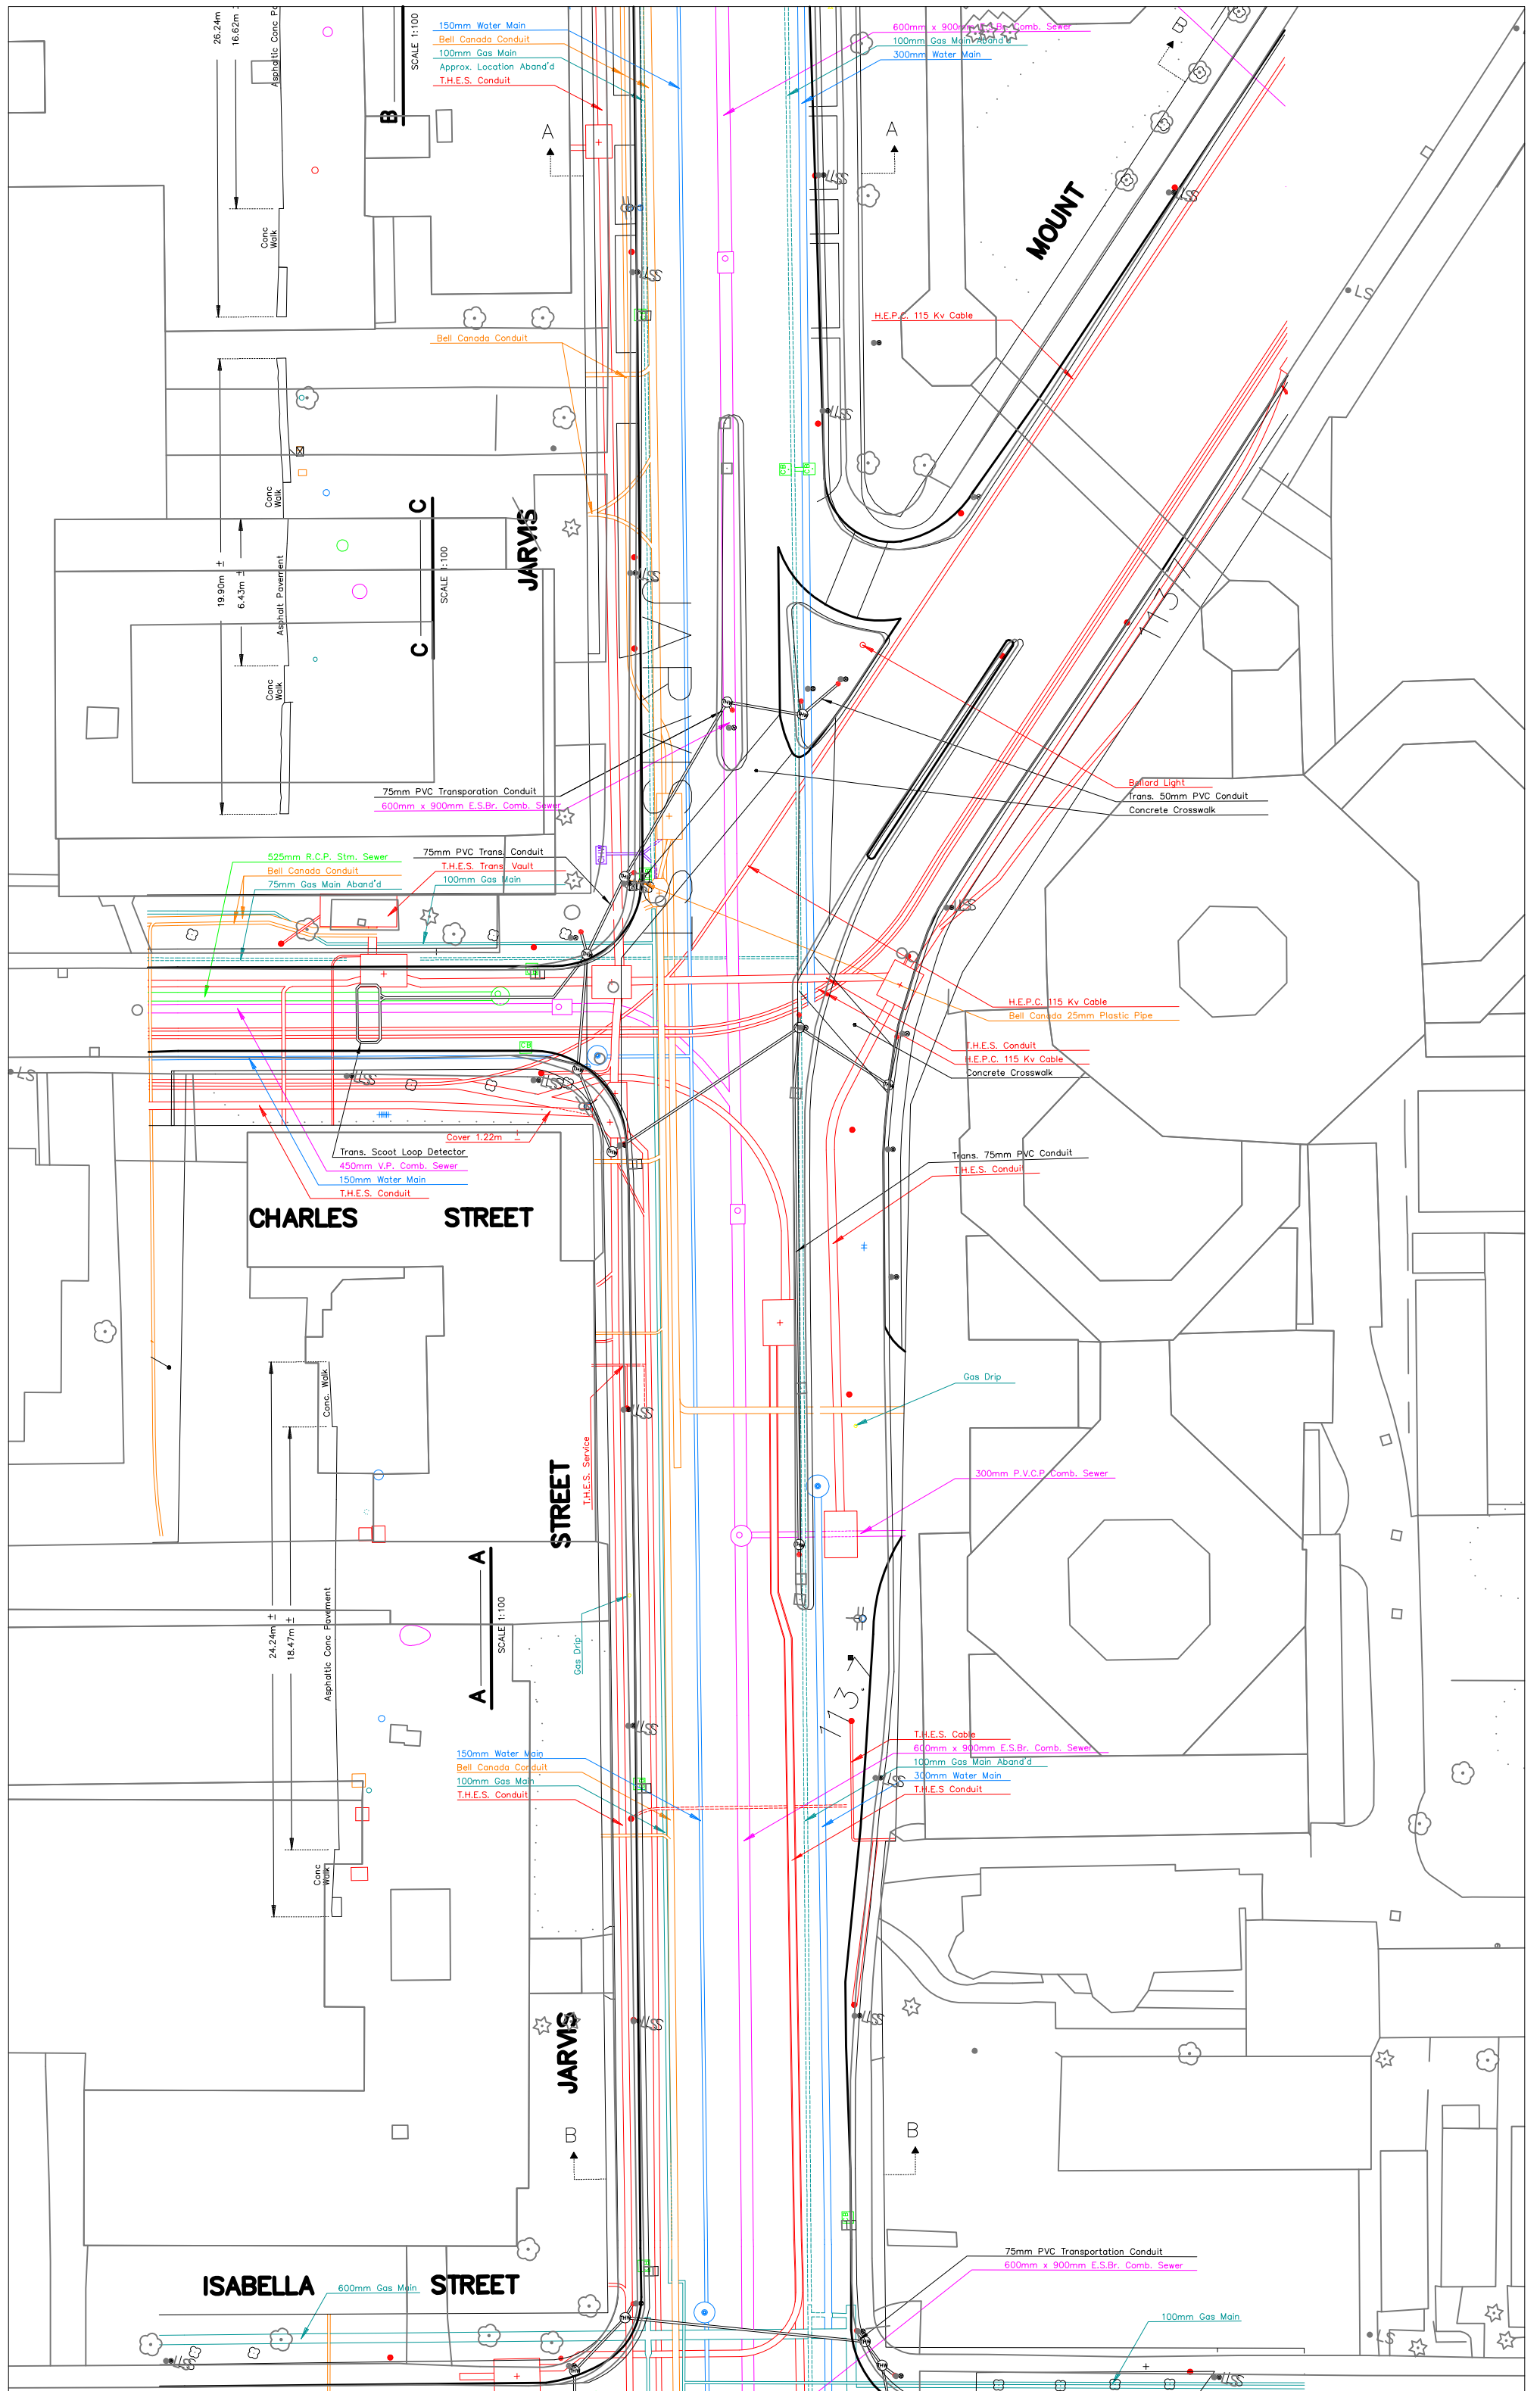 26.24m
16.62m
Asphaltic Conc Pa
Conc
Walk
B
SCALE 1:100
150mm Water Main
Bell Canada Conduit
100mm Gas Main
Approx. Location Aband'd
T.H.E.S. Conduit
A
600mm x 900mm E.S.Br. Comb. Sewer
100mm Gas Main Aband'd
300mm Water Main
A
B
MOUNT
LS
H.E.P.C. 115 Kv Cable
Bell Canada Conduit
19.90m ±
6.43m ±
Conc
Walk
Asphalt Pavement
Conc
Walk
C
C
SCALE 1:100
JARVIS
75mm PVC Transporation Conduit
600mm x 900mm E.S.Br. Comb. Sewer
Bollard Light
Trans. 50mm PVC Conduit
Concrete Crosswalk
525mm R.C.P. Stm. Sewer
Bell Canada Conduit
75mm Gas Main Aband'd
75mm PVC Trans. Conduit
T.H.E.S. Trans. Vault
100mm Gas Main
H.E.P.C. 115 Kv Cable
Bell Canada 25mm Plastic Pipe
T.H.E.S. Conduit
H.E.P.C. 115 Kv Cable
Concrete Crosswalk
CB
LS
Cover 1.22m ±
Trans. Scoot Loop Detector
450mm V.P. Comb. Sewer
150mm Water Main
T.H.E.S. Conduit
Trans. 75mm PVC Conduit
T.H.E.S. Conduit
CHARLES STREET
Gas Drip
300mm P.V.C.P. Comb. Sewer
T.H.E.S. Service
STREET
24.24m ±
18.47m ±
Conc. Walk
Asphaltic Conc Pavement
Conc
Walk
A
A
SCALE 1:100
Gas Drip
113.7
150mm Water Main
Bell Canada Conduit
100mm Gas Main
T.H.E.S. Conduit
T.H.E.S. Cable
600mm x 900mm E.S.Br. Comb. Sewer
100mm Gas Main Aband'd
300mm Water Main
T.H.E.S Conduit
JARVIS
B
B
75mm PVC Transportation Conduit
600mm x 900mm E.S.Br. Comb. Sewer
ISABELLA STREET
600mm Gas Main
100mm Gas Main
LS